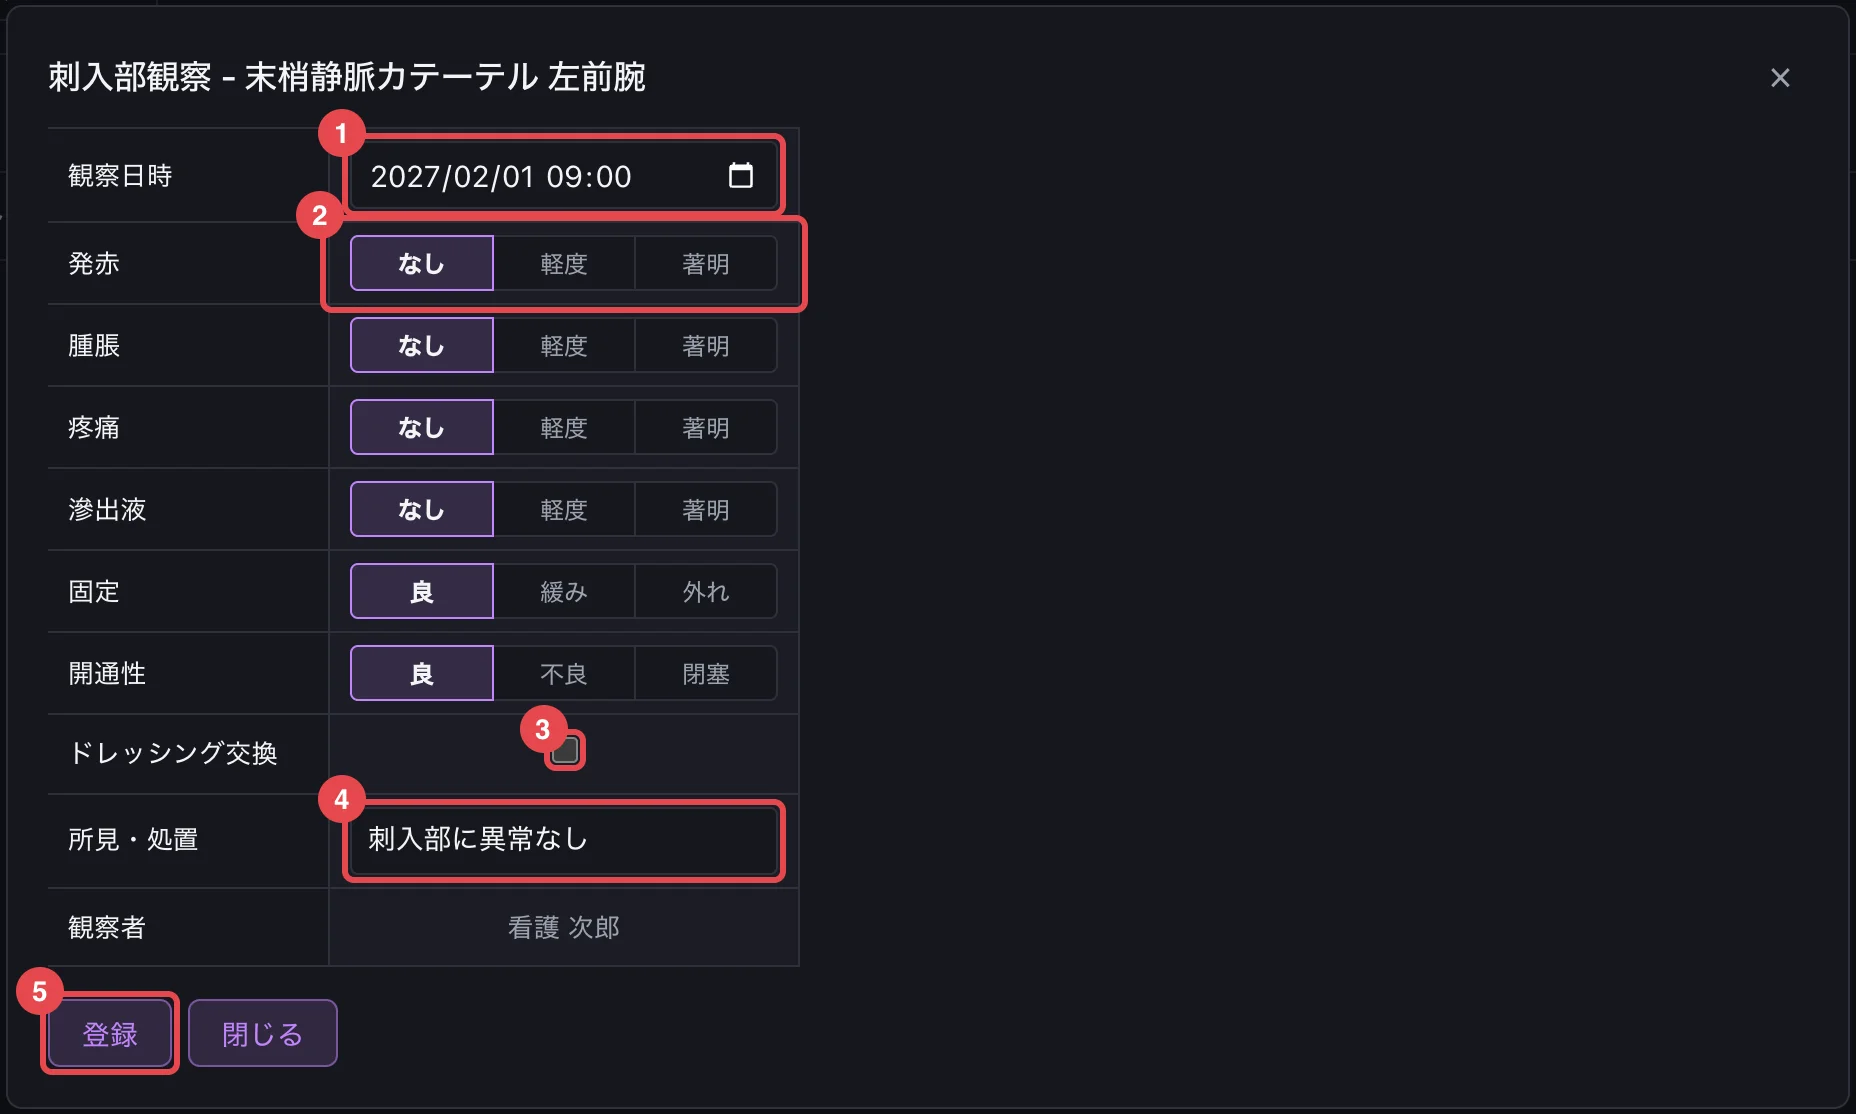 刺入部観察 - 末梢静脈カテーテル 左前腕
×
1
観察日時 2027/02/01 09:00
2
発赤 なし 軽度 著明
腫脹 なし 軽度 著明
疼痛 なし 軽度 著明
滲出液 なし 軽度 著明
固定 良 緩み 外れ
開通性 良 不良 閉塞
3
ドレッシング交換
4
所見・処置 刺入部に異常なし
観察者 看護 次郎
5
登録 閉じる